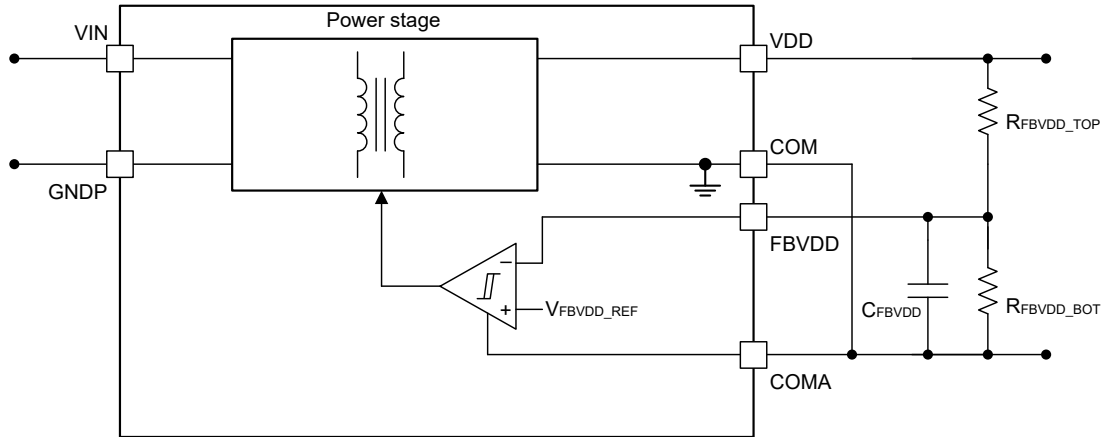 Power stage
VIN
VDD
RFBVDD_TOP
COM
GNDP
FBVDD
−
+
VFBVDD_REF
CFBVDD
RFBVDD_BOT
COMA